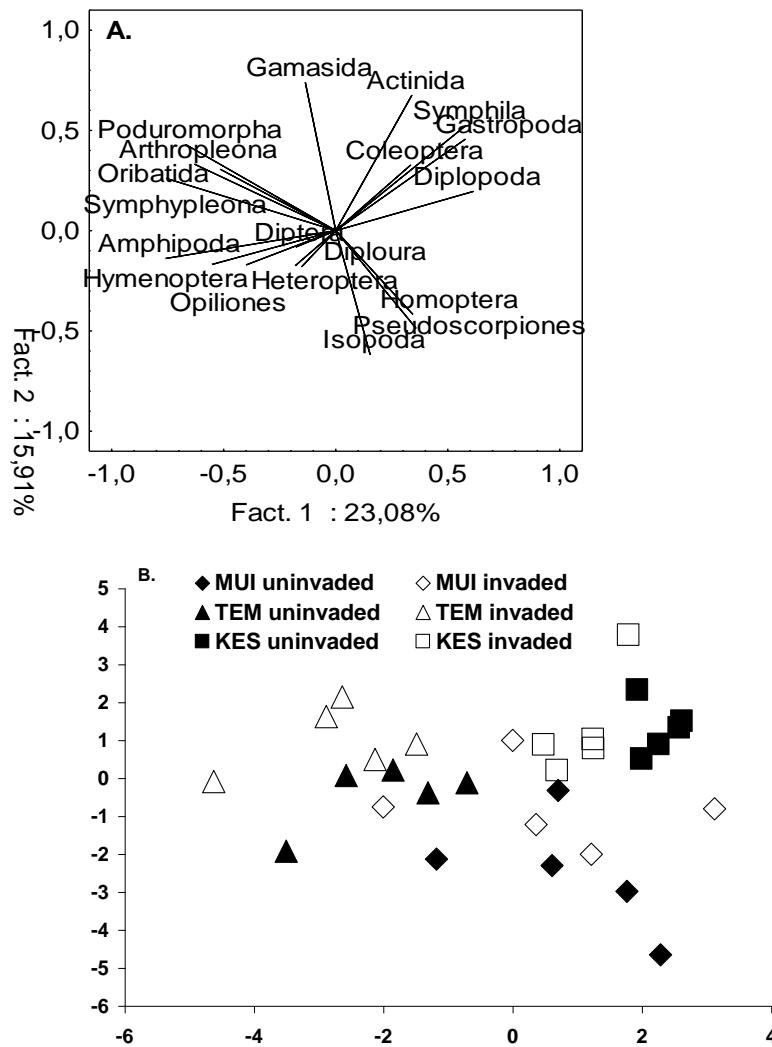 A.
1,0
0,5
0,0
-0,5
-1,0
Gamasida
Actinida
Symphila
Gastropoda
Poduromorpha
Arthropleona
Coleoptera
Oribatida
Diplopoda
Symphypleona
Diptera
Amphipoda
Diploura
Hymenoptera
Heteroptera
Opiliones
Homoptera
Pseudoscorpiones
Isopoda
-1,0 -0,5 0,0 0,5 1,0
Fact. 1 : 23,08%
Fact. 2 : 15,91%
B.
MUI uninvaded MUI invaded
TEM uninvaded TEM invaded
KES uninvaded KES invaded
5
4
3
2
1
0
-1
-2
-3
-4
-5
-6
-6 -4 -2 0 2 4